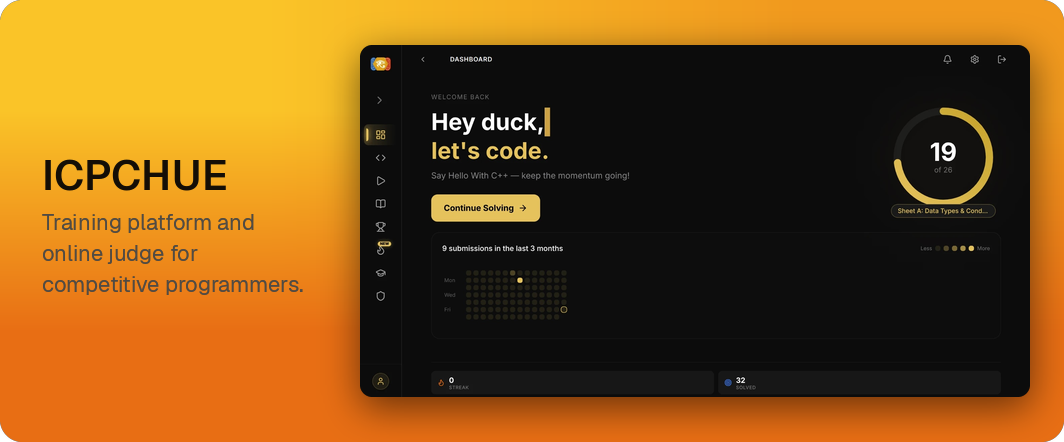 ICPCHUE
Training platform and
online judge for
competitive programmers.
DASHBOARD
WELCOME BACK
Hey duck,
let's code.
Say Hello With C++ — keep the momentum going!
Continue Solving →
19
of 26
Sheet A: Data Types & Cond...
9 submissions in the last 3 months
Less
More
Mon
Wed
Fri
0
STREAK
32
SOLVED